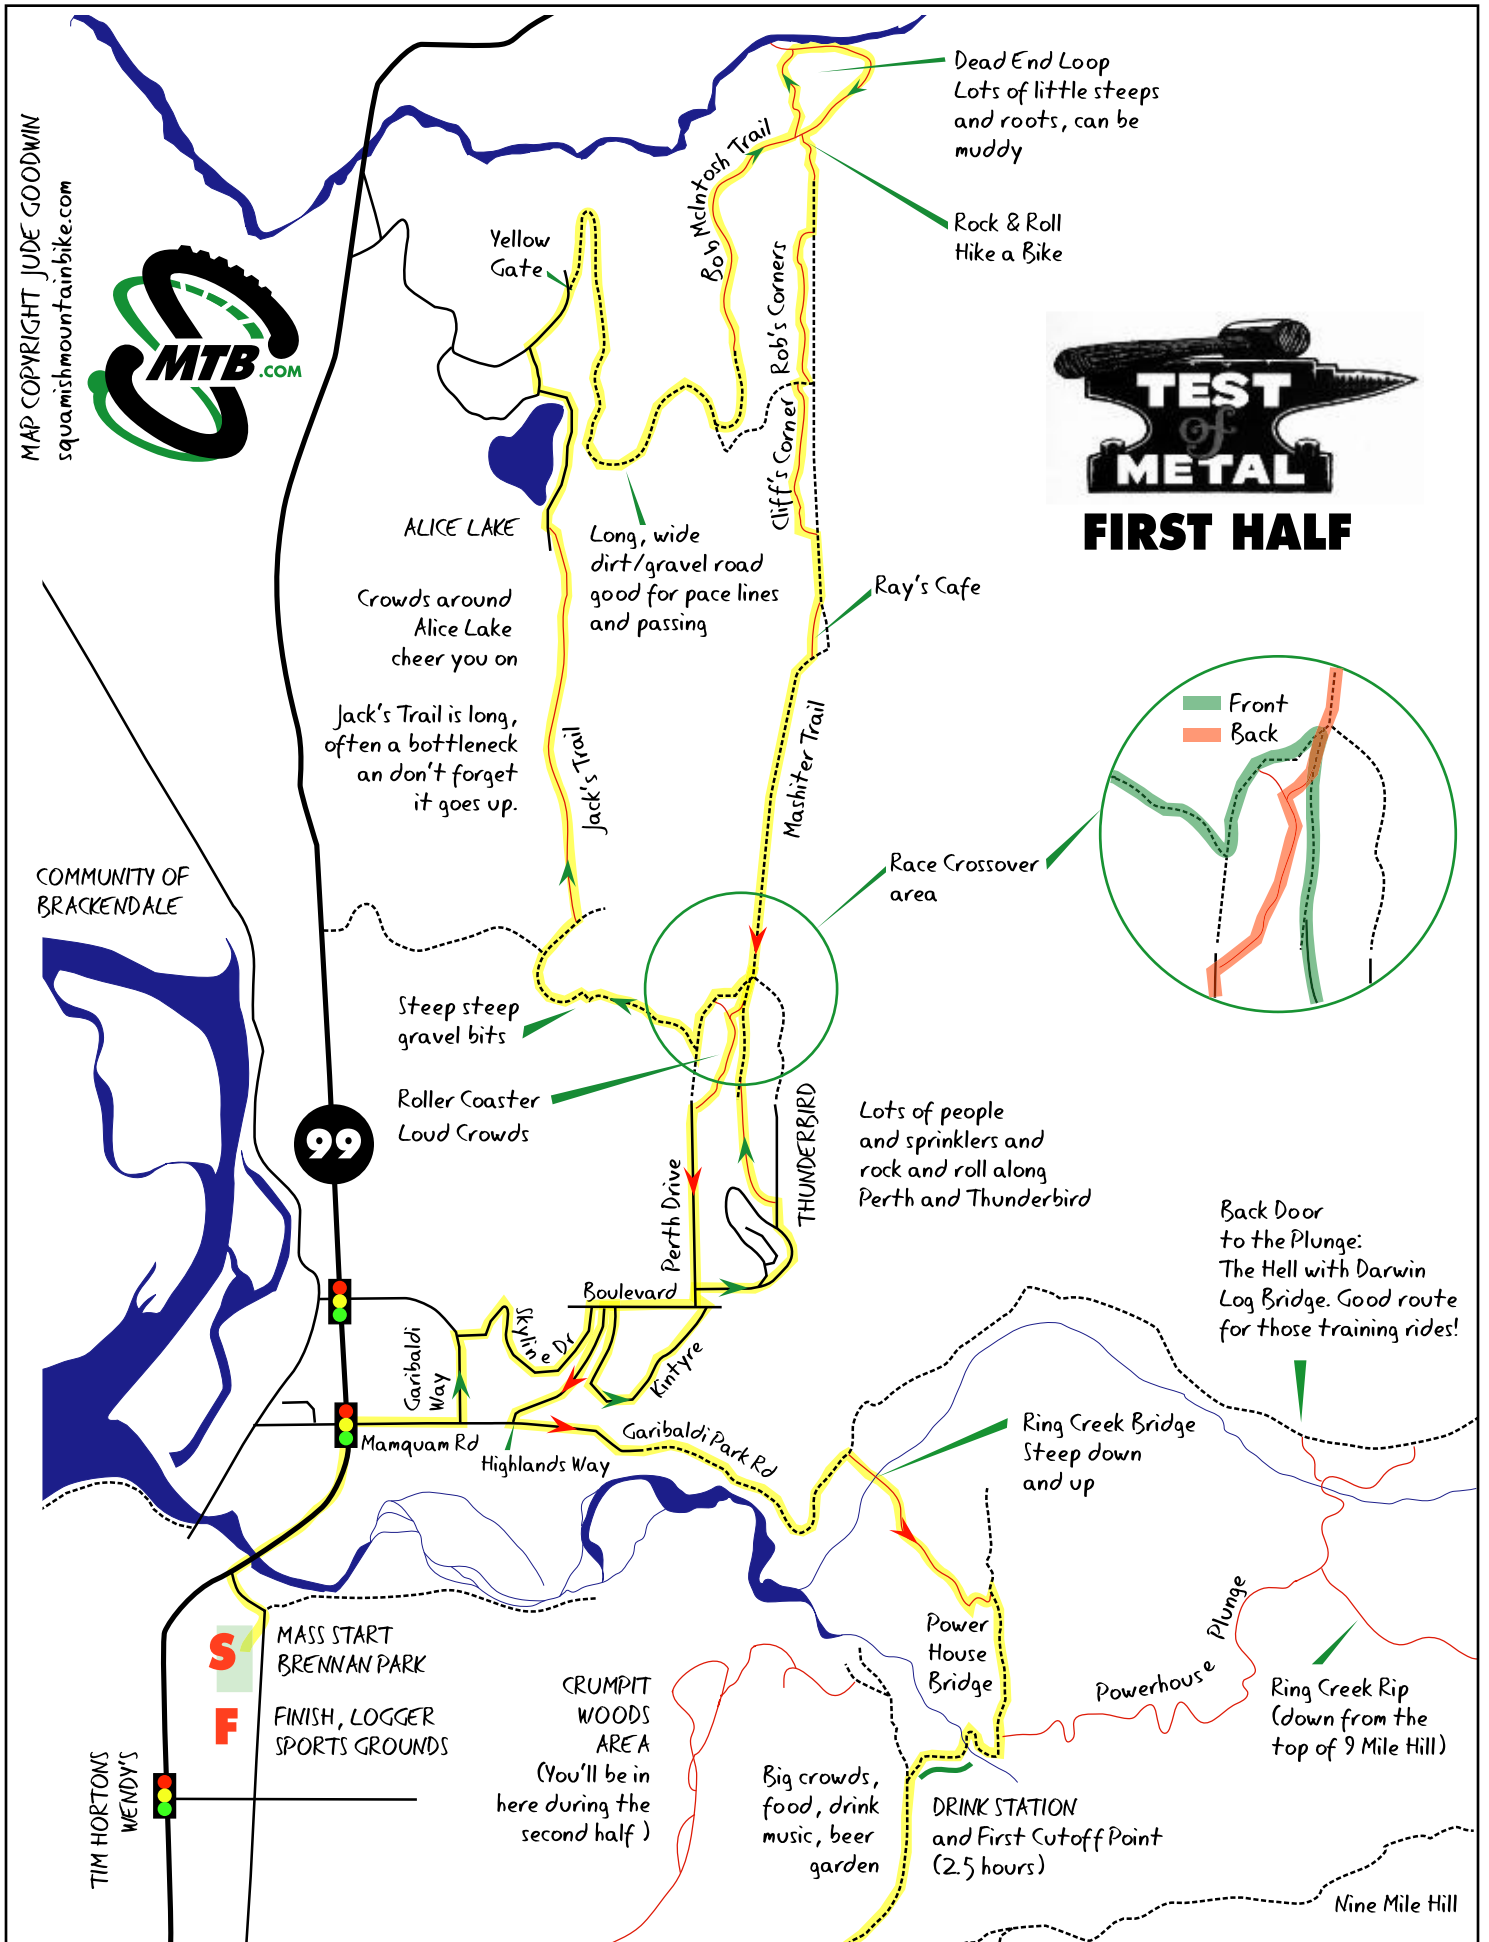 MAP COPYRIGHT JUDE GOODWIN
squamishmountainbike.com
MTB.COM
Dead End Loop
Lots of little steeps
and roots, can be
muddy
Bob McIntosh Trail
Rock & Roll
Hike a Bike
Yellow
Gate
Rob's Corners
Cliff's Corner
TEST
of
METAL
FIRST HALF
ALICE LAKE
Long, wide
dirt/gravel road
good for pace lines
and passing
Ray's Cafe
Crowds around
Alice Lake
cheer you on
Jack's Trail is long,
often a bottleneck
an don't forget
it goes up.
Jack's Trail
Mashiter Trail
Front
Back
Race Crossover
area
COMMUNITY OF
BRACKENDALE
Steep steep
gravel bits
Roller Coaster
Loud Crowds
99
THUNDERBIRD
Perth Drive
Lots of people
and sprinklers and
rock and roll along
Perth and Thunderbird
Back Door
to the Plunge:
The Hell with Darwin
Log Bridge. Good route
for those training rides!
Boulevard
Skyline Dr
Garibaldi
Way
Kintyre
Mamquam Rd
Highlands Way
Garibaldi Park Rd
Ring Creek Bridge
Steep down
and up
Power
House
Bridge
Powerhouse Plunge
Ring Creek Rip
(down from the
top of 9 Mile Hill)
S
MASS START
BRENNAN PARK
F
FINISH, LOGGER
SPORTS GROUNDS
CRUMPIT
WOODS
AREA
(You'll be in
here during the
second half )
TIM HORTONS
WENDY'S
Big crowds,
food, drink
music, beer
garden
DRINK STATION
and First Cutoff Point
(2.5 hours)
Nine Mile Hill